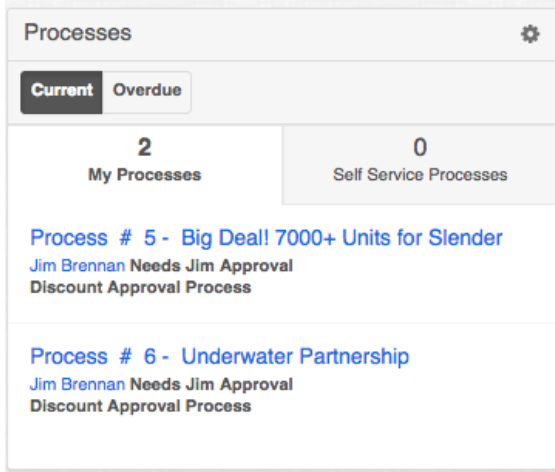 Processes
Current Overdue
2 0
My Processes Self Service Processes
Process # 5 - Big Deal! 7000+ Units for Slender
Jim Brennan Needs Jim Approval
Discount Approval Process
Process # 6 - Underwater Partnership
Jim Brennan Needs Jim Approval
Discount Approval Process